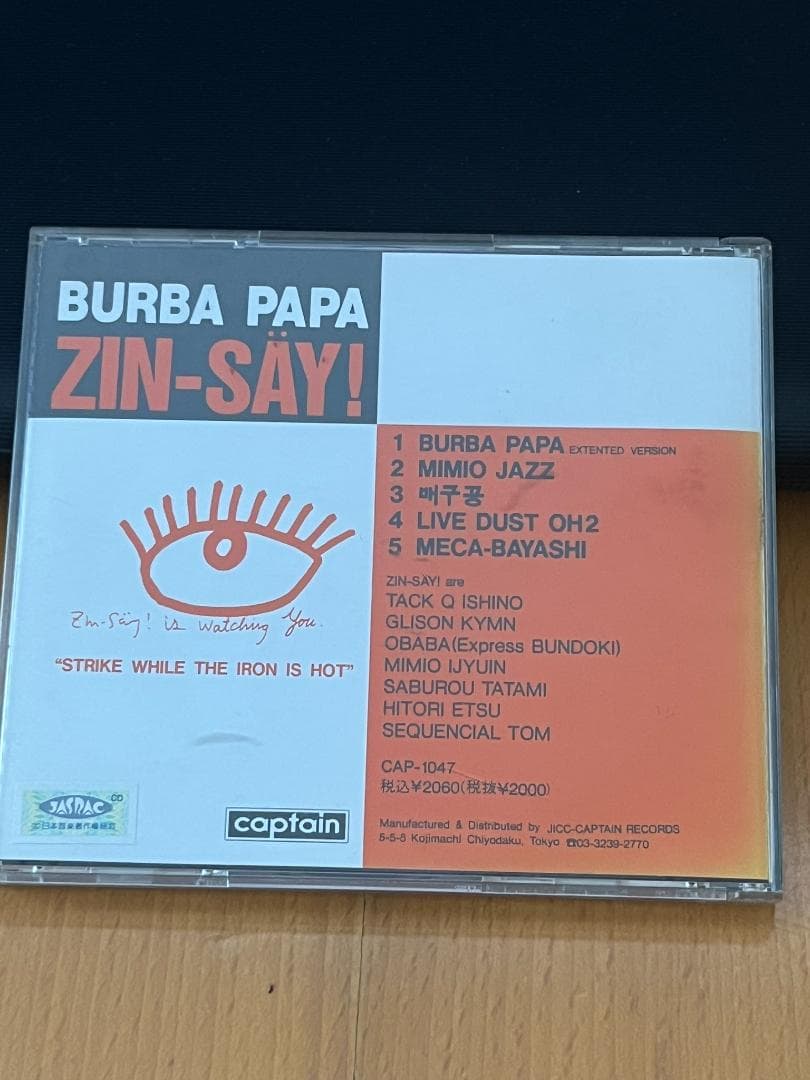 BURBA PAPA
ZIN-SÄY!
1 BURBA PAPA EXTENTED VERSION
2 MIMIO JAZZ
3 배구공
4 LIVE DUST OH2
5 MECA-BAYASHI
Zin-Säy! is watching You.
"STRIKE WHILE THE IRON IS HOT"
ZIN-SÄY! are
TACK Q ISHINO
GLISON KYMN
OBABA(Express BUNDOKI)
MIMIO IJYUIN
SABUROU TATAMI
HITORI ETSU
SEQUENCIAL TOM
CAP-1047
税込¥2060(税抜¥2000)
JASRAC CD
captain
Manufactured & Distributed by JICC-CAPTAIN RECORDS
5-5-5 Kojimachi Chiyodaku, Tokyo ☎03-3239-2770